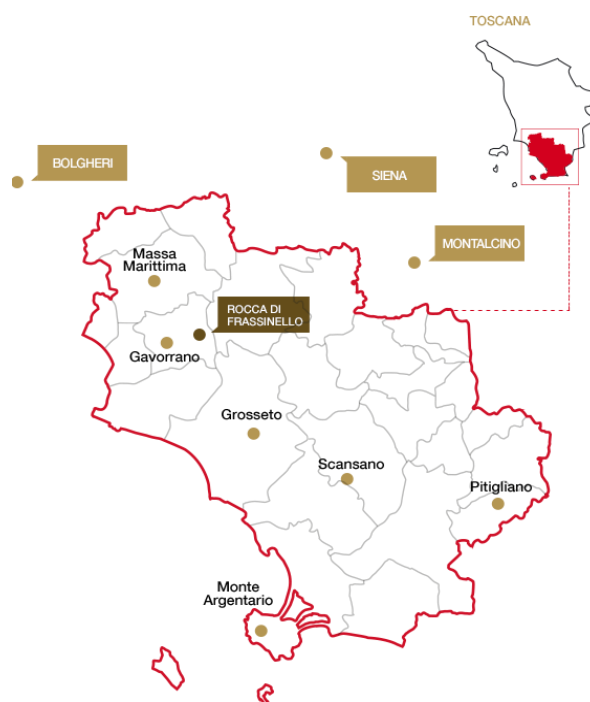 TOSCANA
BOLGHERI
SIENA
MONTALCINO
Massa
Marittima
ROCCA DI
FRASSINELLO
Gavorrano
Grosseto
Scansano
Pitigliano
Monte
Argentario